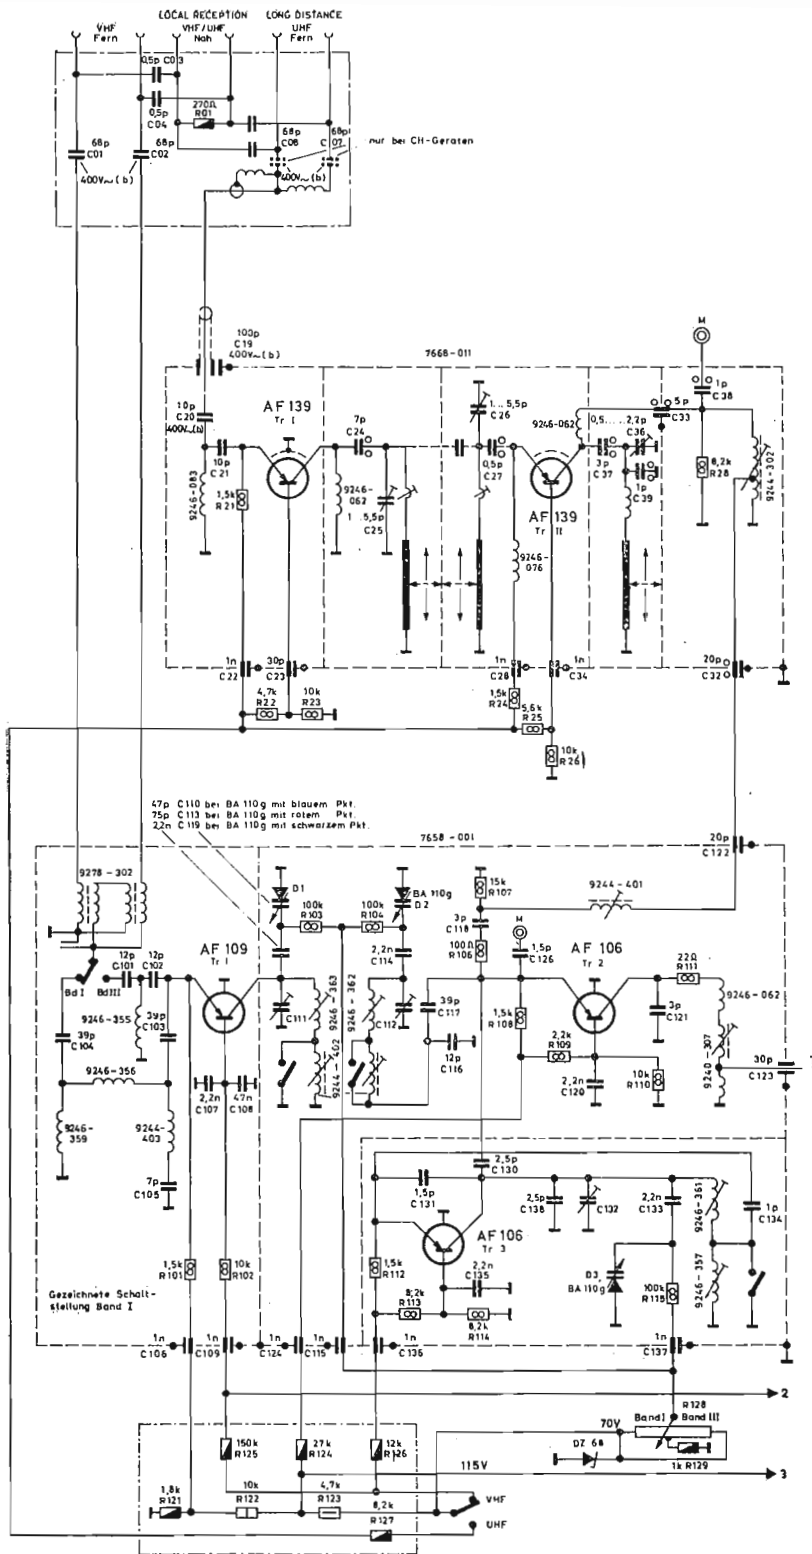 VHF
Fern
LOCAL RECEPTION
VHF/UHF
Nah
LONG DISTANCE
UHF
Fern
0,5p C03
0,5p
C04
270Ω
R01
68p
C01
68p
C02
400V~(b)
68p
C06
68p
C07
400V~(b)
nur bei CH-Geraten
100p
C19
400V~(b)
7668-011
M
10p
C20
400V~(b)
AF 139
Tr I
10p
C21
1,5k
R21
9246-083
7p
C24
9246-
062
1...5,5p
C25
1...5,5p
C26
0,5p
C27
9246-062
AF 139
Tr II
9246-
076
0,5...2,2p
C36
3p
C37
1p
C39
5p
C33
1p
C38
8,2k
R28
9244-302
1n
C22
30p
C23
1n
C28
1n
C34
20p
C32
4,7k
R22
10k
R23
1,5k
R24
5,6k
R25
10k
R26
47p C110 bei BA 110g mit blauem Pkt.
75p C113 bei BA 110g mit rotem Pkt.
2,2n C119 bei BA 110g mit schwarzem Pkt.
7658-001
20p
C122
9278-302
D1
100k
R103
100k
R104
BA 110g
D2
15k
R107
9244-401
3p
C118
100Ω
R106
M
1,5p
C126
2,2n
C114
12p
C101
12p
C102
Bd I
Bd III
AF 109
Tr 1
AF 106
Tr 2
22Ω
R111
9246-062
9246-355
39p
C103
39p
C104
9246-356
C111
9246-363
9244-402
9246-362
C112
39p
C117
12p
C116
1,5k
R108
2,2k
R109
3p
C121
9240-307
2,2n
C120
10k
R110
30p
C123
2,2n
C107
47n
C108
9246-
359
9244-
403
7p
C105
2,5p
C130
1,5p
C131
2,5p
C138
C132
2,2n
C133
9246-361
1p
C134
AF 106
Tr 3
1,5k
R101
10k
R102
1,5k
R112
2,2n
C135
D3,
BA 110g
9246-357
100k
R115
8,2k
R113
8,2k
R114
Gezeichnete Schalt-
stellung Band I
1n
C106
1n
C109
1n
C124
1n
C115
1n
C136
1n
C137
2
R128
Band I
Band III
70V
150k
R125
27k
R124
12k
R126
DZ 68
1k R129
115V
3
1,8k
R121
10k
R122
4,7k
R123
8,2k
R127
VHF
UHF